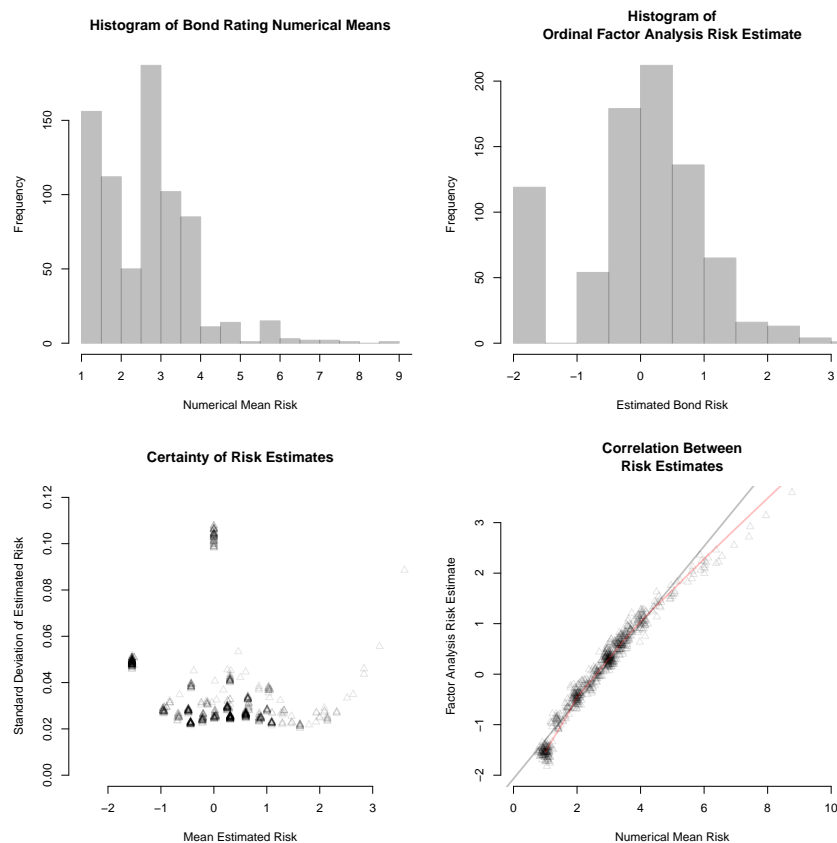 Histogram of Bond Rating Numerical Means
Frequency
0
50
100
150
1 2 3 4 5 6 7 8 9
Numerical Mean Risk
Histogram of
Ordinal Factor Analysis Risk Estimate
Frequency
0
50
100
150
200
−2 −1 0 1 2 3
Estimated Bond Risk
Certainty of Risk Estimates
Standard Deviation of Estimated Risk
0.00
0.02
0.04
0.06
0.08
0.10
0.12
−2 −1 0 1 2 3
Mean Estimated Risk
Correlation Between
Risk Estimates
Factor Analysis Risk Estimate
−2
−1
0
1
2
3
0 2 4 6 8 10
Numerical Mean Risk